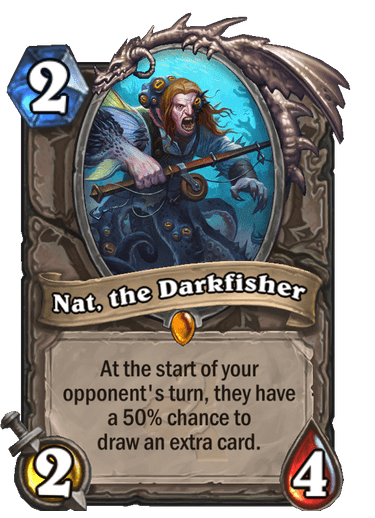 2
Nat, the Darkfisher
At the start of your
opponent's turn, they have
a 50% chance to
draw an extra card.
2
4